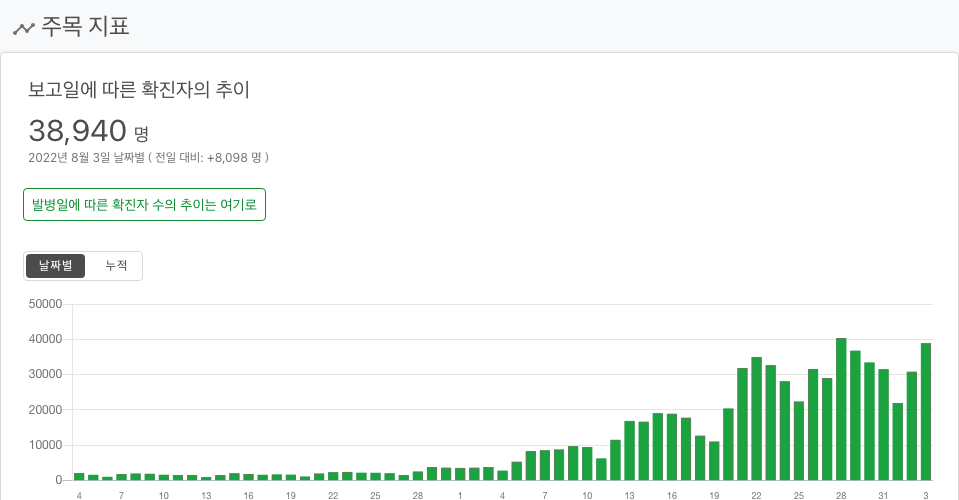 주목 지표
보고일에 따른 확진자의 추이
38,940 명
2022년 8월 3일 날짜별 ( 전일 대비: +8,098 명 )
발병일에 따른 확진자 수의 추이는 여기로
날짜별 누적
50000
40000
30000
20000
10000
0
4 7 10 13 16 19 22 25 28 1 4 7 10 13 16 19 22 25 28 31 3